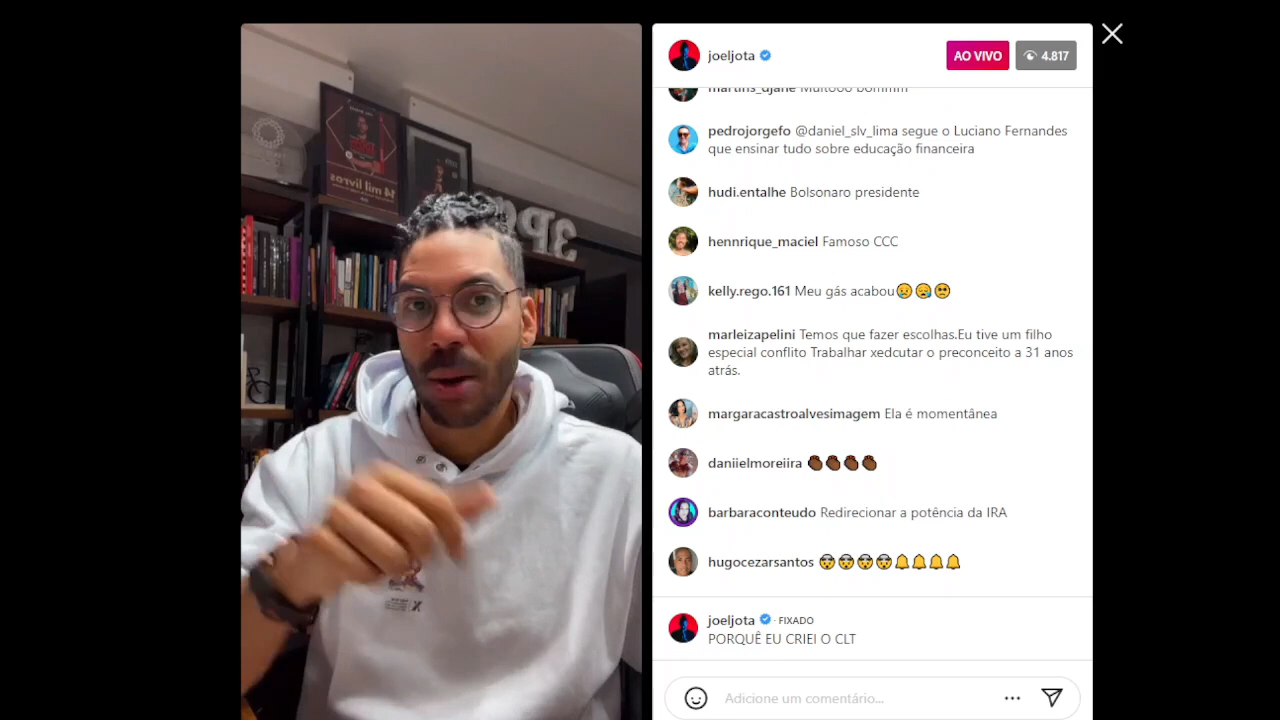 joeljota
AO VIVO
4.817
martins_djane Muitooo bommm
pedrojorgefo @daniel_slv_lima segue o Luciano Fernandes
que ensinar tudo sobre educação financeira
hudi.entalhe Bolsonaro presidente
hennrique_maciel Famoso CCC
kelly.rego.161 Meu gás acabou😥😪🥺
marleizapelini Temos que fazer escolhas.Eu tive um filho
especial conflito Trabalhar xedcutar o preconceito a 31 anos
atrás.
margaracastroalvesimagem Ela é momentânea
daniielmoreiira 👏🏾👏🏾👏🏾👏🏾
barbaraconteudo Redirecionar a potência da IRA
hugocezarsantos 🤯🤯🤯🤯🔔🔔🔔🔔
joeljota · FIXADO
PORQUÊ EU CRIEI O CLT
Adicione um comentário...
14 mil livros